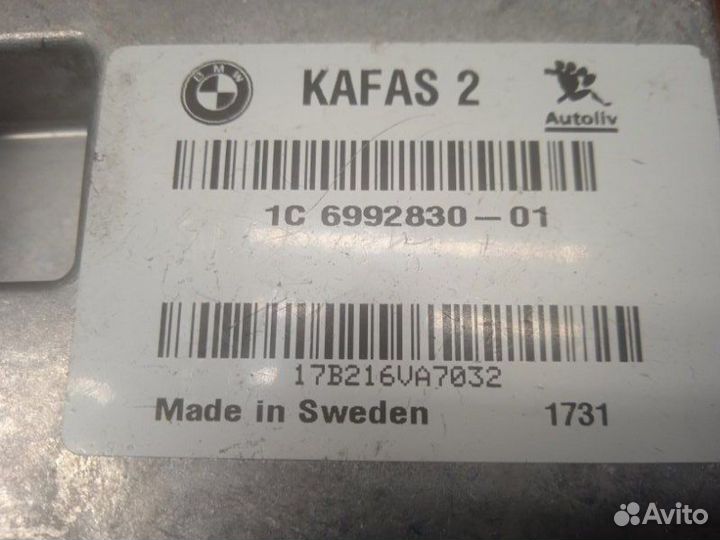 BMW
KAFAS 2
Autoliv
1C 6992830-01
17B216VA7032
Made in Sweden 1731
Avito